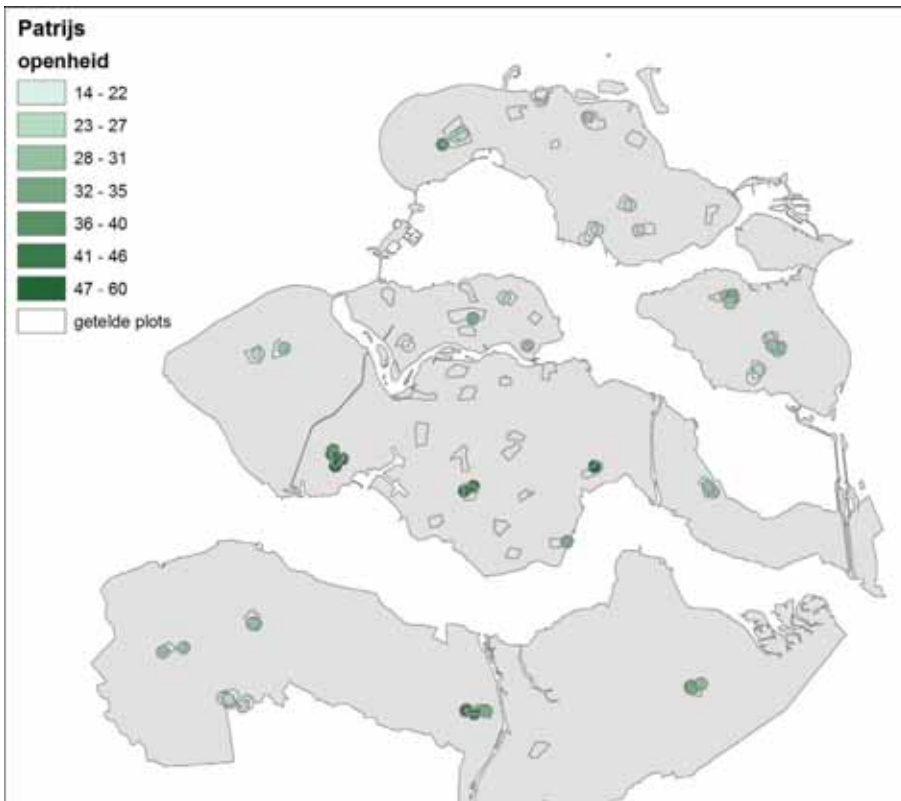 Patrijs
openheid
14 - 22
23 - 27
28 - 31
32 - 35
36 - 40
41 - 46
47 - 60
getelde plots